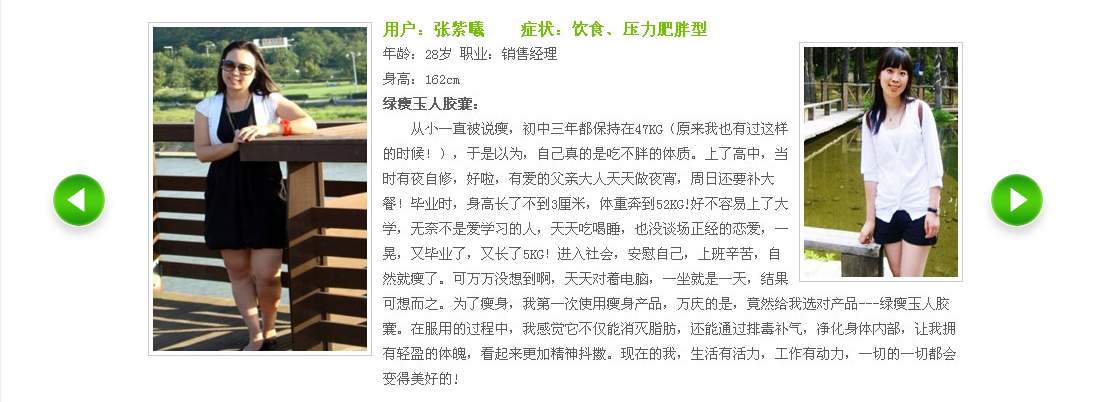 用户：张紫曦 症状：饮食、压力肥胖型
年龄：28岁 职业：销售经理
身高：162cm
绿瘦玉人胶囊：
从小一直被说瘦，初中三年都保持在47KG（原来我也有过这样
的时候！），于是以为，自己真的是吃不胖的体质。上了高中，当
时有夜自修，好啦，有爱的父亲大人天天做夜宵，周日还要补大
餐！毕业时，身高长了不到3厘米，体重奔到52KG!好不容易上了大
学，无奈不是爱学习的人，天天吃喝睡，也没谈场正经的恋爱，一
晃，又毕业了，又长了5KG！进入社会，安慰自己，上班辛苦，自
然就瘦了。可万万没想到啊，天天对着电脑，一坐就是一天，结果
可想而之。为了瘦身，我第一次使用瘦身产品，万庆的是，竟然给我选对产品---绿瘦玉人胶
囊。在服用的过程中，我感觉它不仅能消灭脂肪，还能通过排毒补气，净化身体内部，让我拥
有轻盈的体魄，看起来更加精神抖擞。现在的我，生活有活力，工作有动力，一切的一切都会
变得美好的!